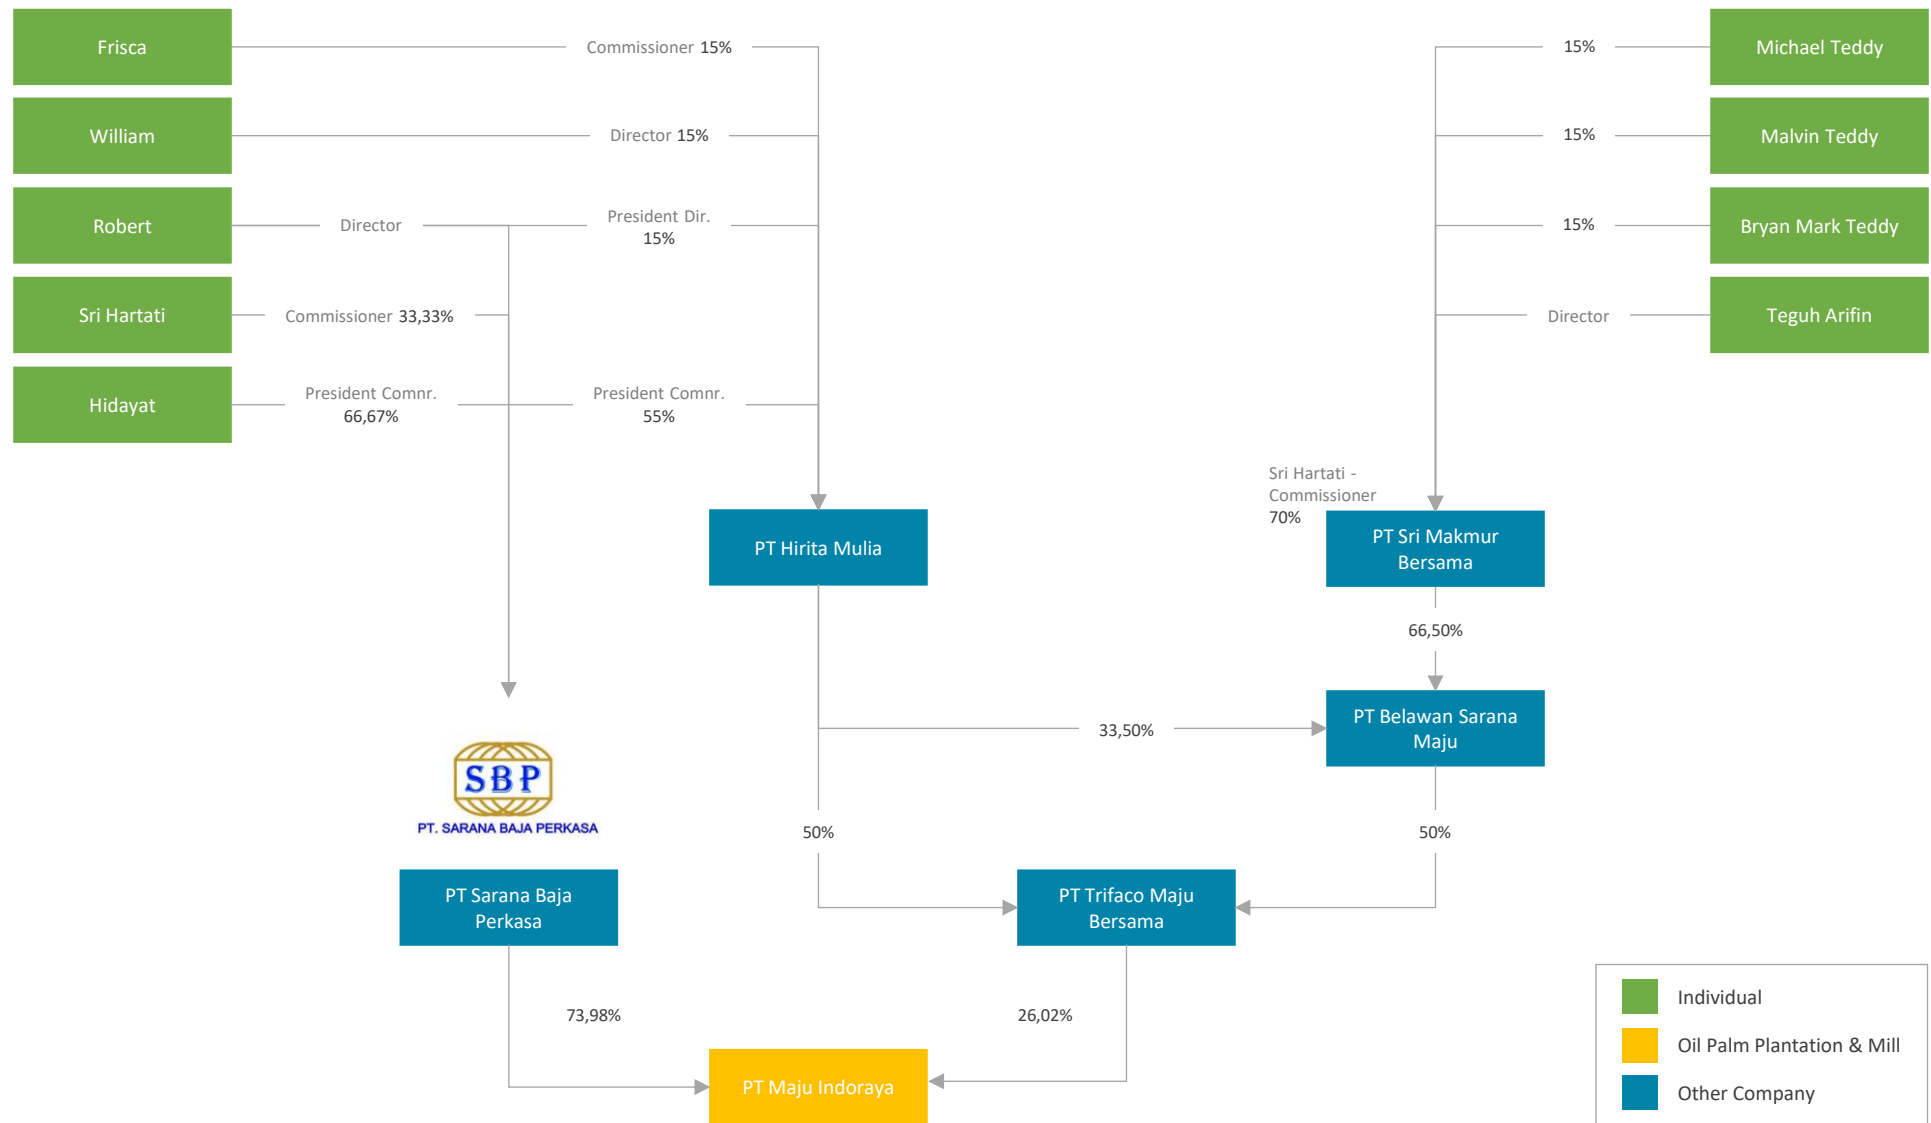 Frisca
Commissioner 15%
15%
Michael Teddy
William
Director 15%
15%
Malvin Teddy
Robert
Director
President Dir.
15%
15%
Bryan Mark Teddy
Sri Hartati
Commissioner 33,33%
Director
Teguh Arifin
Hidayat
President Comnr.
66,67%
President Comnr.
55%
Sri Hartati -
Commissioner
70%
PT Hirita Mulia
PT Sri Makmur
Bersama
66,50%
33,50%
PT Belawan Sarana
Maju
SBP
PT. SARANA BAJA PERKASA
50%
50%
PT Sarana Baja
Perkasa
PT Trifaco Maju
Bersama
73,98%
26,02%
PT Maju Indoraya
Individual
Oil Palm Plantation & Mill
Other Company